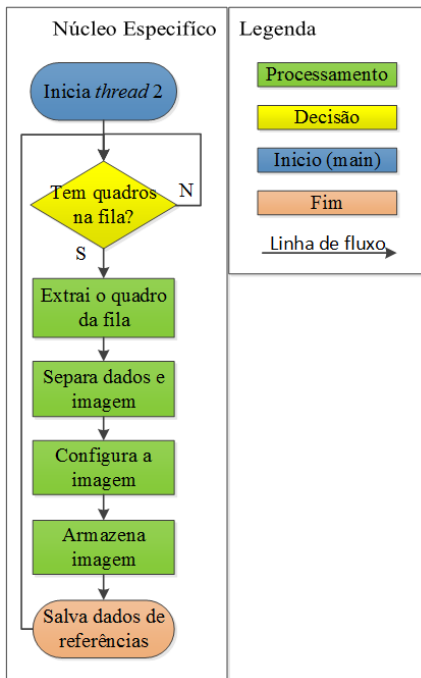 Núcleo Especifíco
Inicia thread 2
Tem quadros
na fila?
N
S
Extrai o quadro
da fila
Separa dados e
imagem
Configura a
imagem
Armazena
imagem
Salva dados de
referências
Legenda
Processamento
Decisão
Inicio (main)
Fim
Linha de fluxo